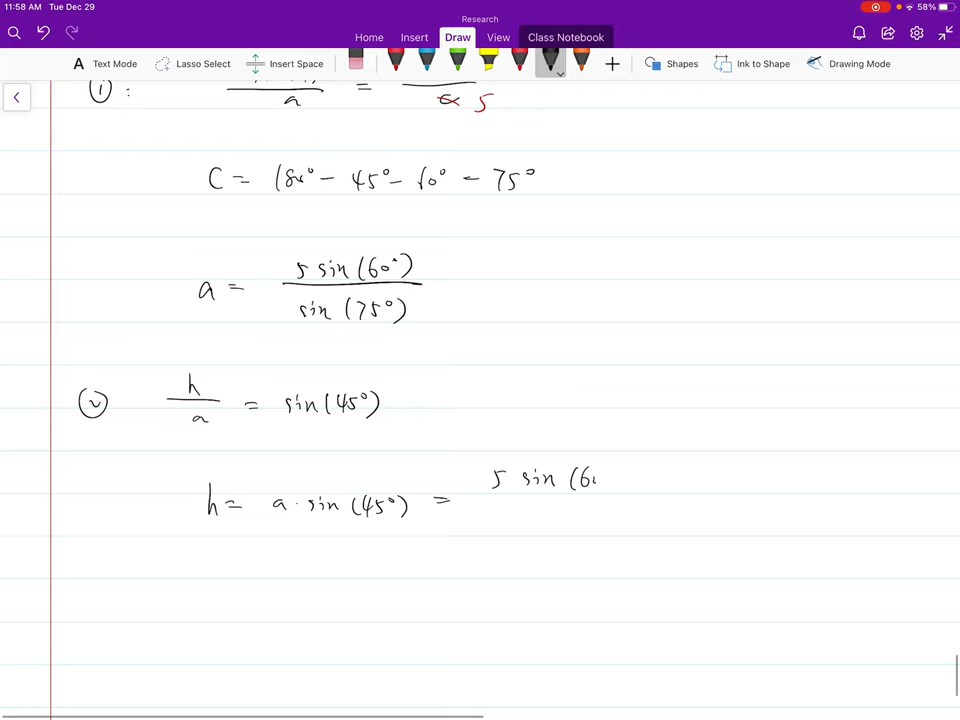 11:58 AM Tue Dec 29
58%
Research
Home Insert Draw View Class Notebook
Text Mode Lasso Select Insert Space Shapes Ink to Shape Drawing Mode
① : a = c 5
C = 180° - 45° - 60° = 75°
a = 5 sin (60°) / sin (75°)
② h / a = sin (45°)
h = a · sin (45°) = 5 sin (6